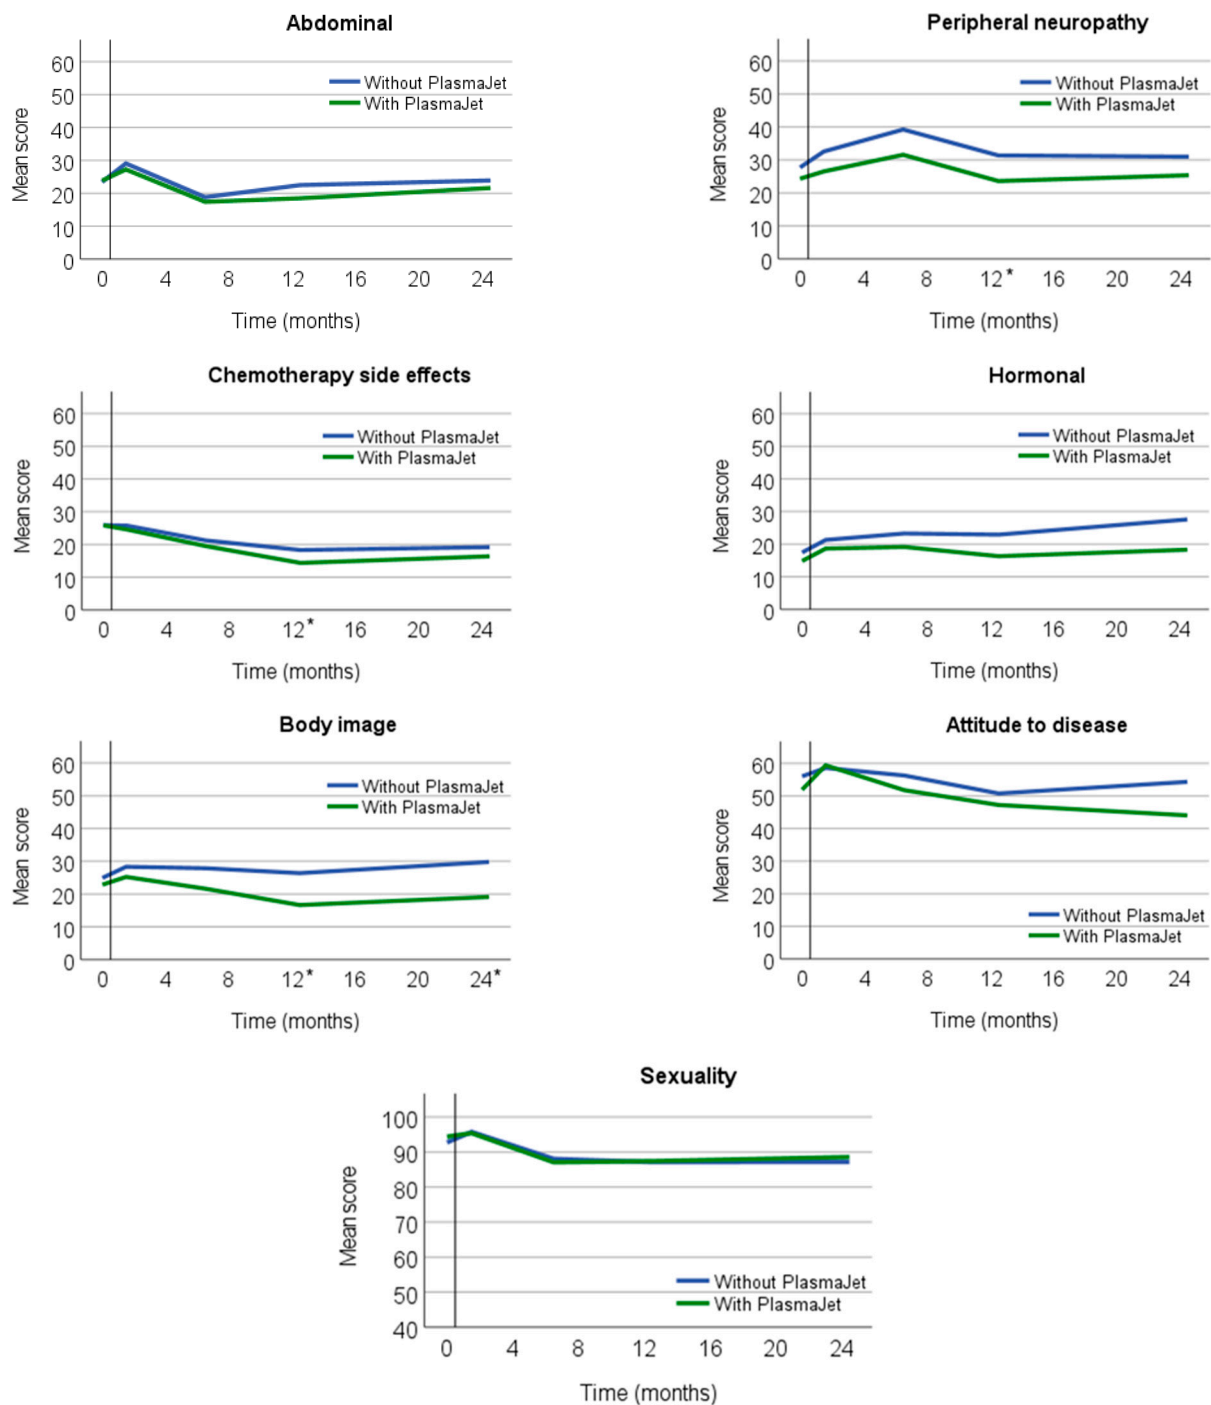 Abdominal
60
50
40
30
20
10
0
Mean score
Without PlasmaJet
With PlasmaJet
0 4 8 12 16 20 24
Time (months)
Peripheral neuropathy
60
50
40
30
20
10
0
Mean score
Without PlasmaJet
With PlasmaJet
0 4 8 12* 16 20 24
Time (months)
Chemotherapy side effects
60
50
40
30
20
10
0
Mean score
Without PlasmaJet
With PlasmaJet
0 4 8 12* 16 20 24
Time (months)
Hormonal
60
50
40
30
20
10
0
Mean score
Without PlasmaJet
With PlasmaJet
0 4 8 12 16 20 24
Time (months)
Body image
60
50
40
30
20
10
0
Mean score
Without PlasmaJet
With PlasmaJet
0 4 8 12* 16 20 24*
Time (months)
Attitude to disease
60
50
40
30
20
10
0
Mean score
Without PlasmaJet
With PlasmaJet
0 4 8 12 16 20 24
Time (months)
Sexuality
100
90
80
70
60
50
40
Mean score
Without PlasmaJet
With PlasmaJet
0 4 8 12 16 20 24
Time (months)